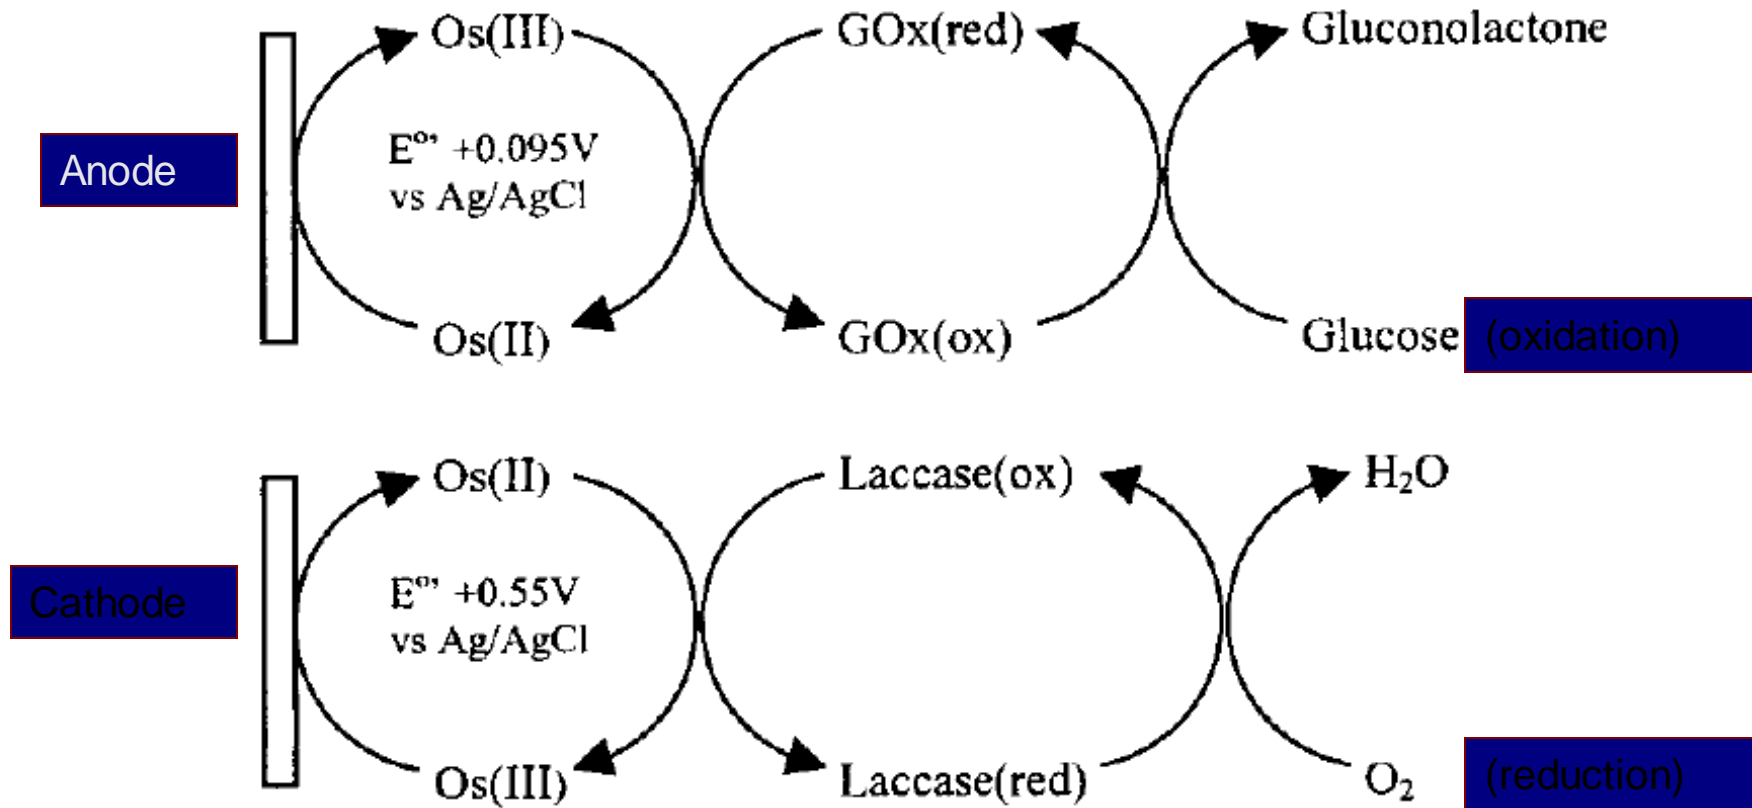 Os(III)
GOx(red)
Gluconolactone
Anode
E°' +0.095V
vs Ag/AgCl
Os(II)
GOx(ox)
Glucose
(oxidation)
Os(II)
Laccase(ox)
H₂O
Cathode
E°' +0.55V
vs Ag/AgCl
Os(III)
Laccase(red)
O₂
(reduction)